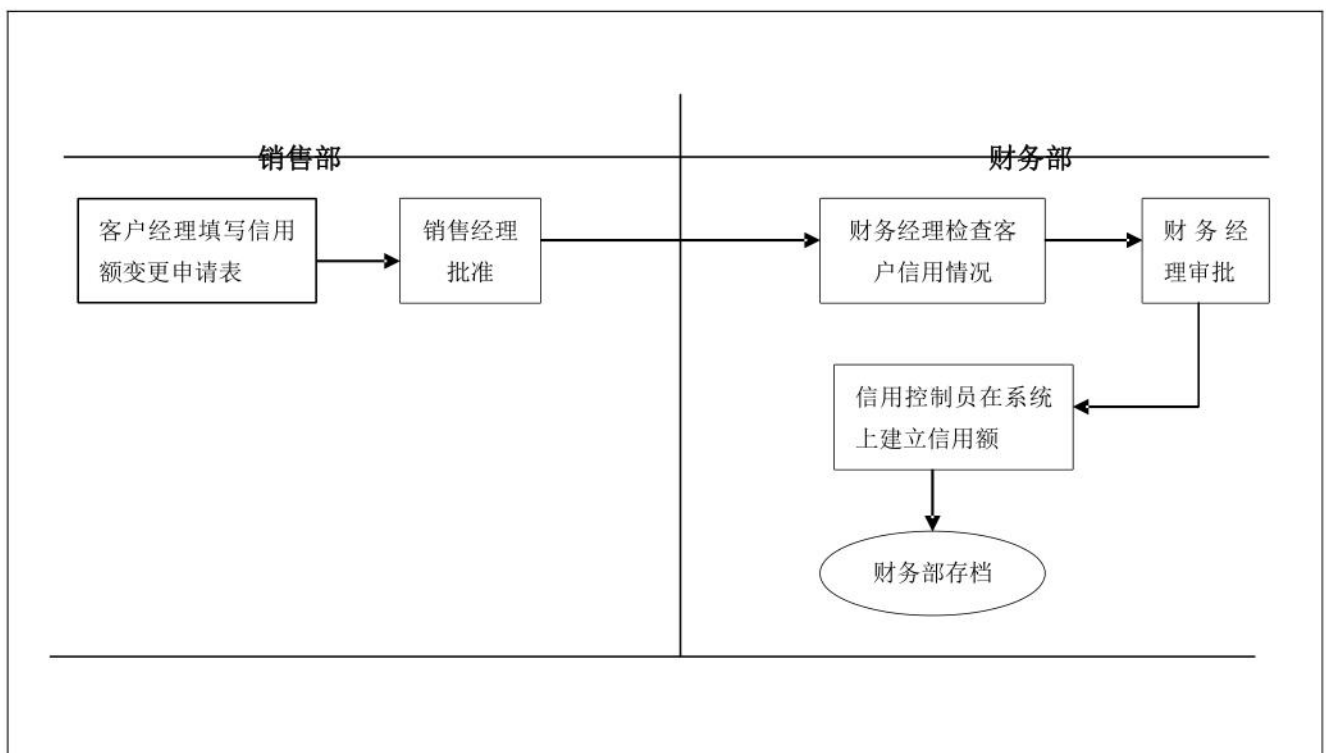 销售部
财务部
客户经理填写信用
额变更申请表
销售经理
批准
财务经理检查客
户信用情况
财务经
理审批
信用控制员在系统
上建立信用额
财务部存档